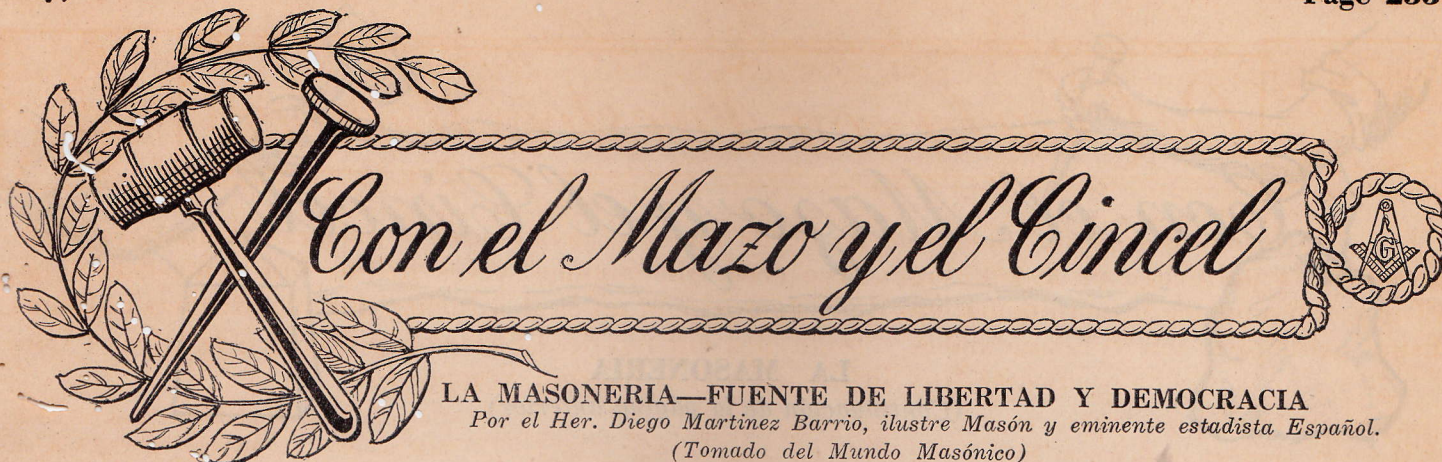 Page
Con el Mazo y el Cincel
G
LA MASONERIA—FUENTE DE LIBERTAD Y DEMOCRACIA
Por el Her. Diego Martinez Barrio, ilustre Masón y eminente estadista Español.
(Tomado del Mundo Masónico)